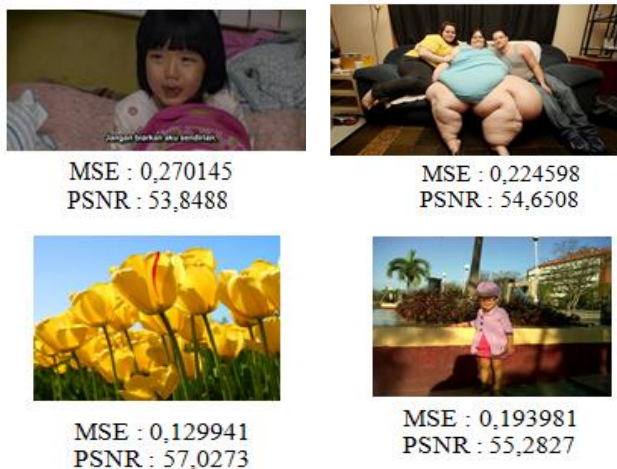 Jangan biarkan aku sendirian.
MSE : 0,270145
PSNR : 53,8488
MSE : 0,224598
PSNR : 54,6508
MSE : 0,129941
PSNR : 57,0273
MSE : 0,193981
PSNR : 55,2827